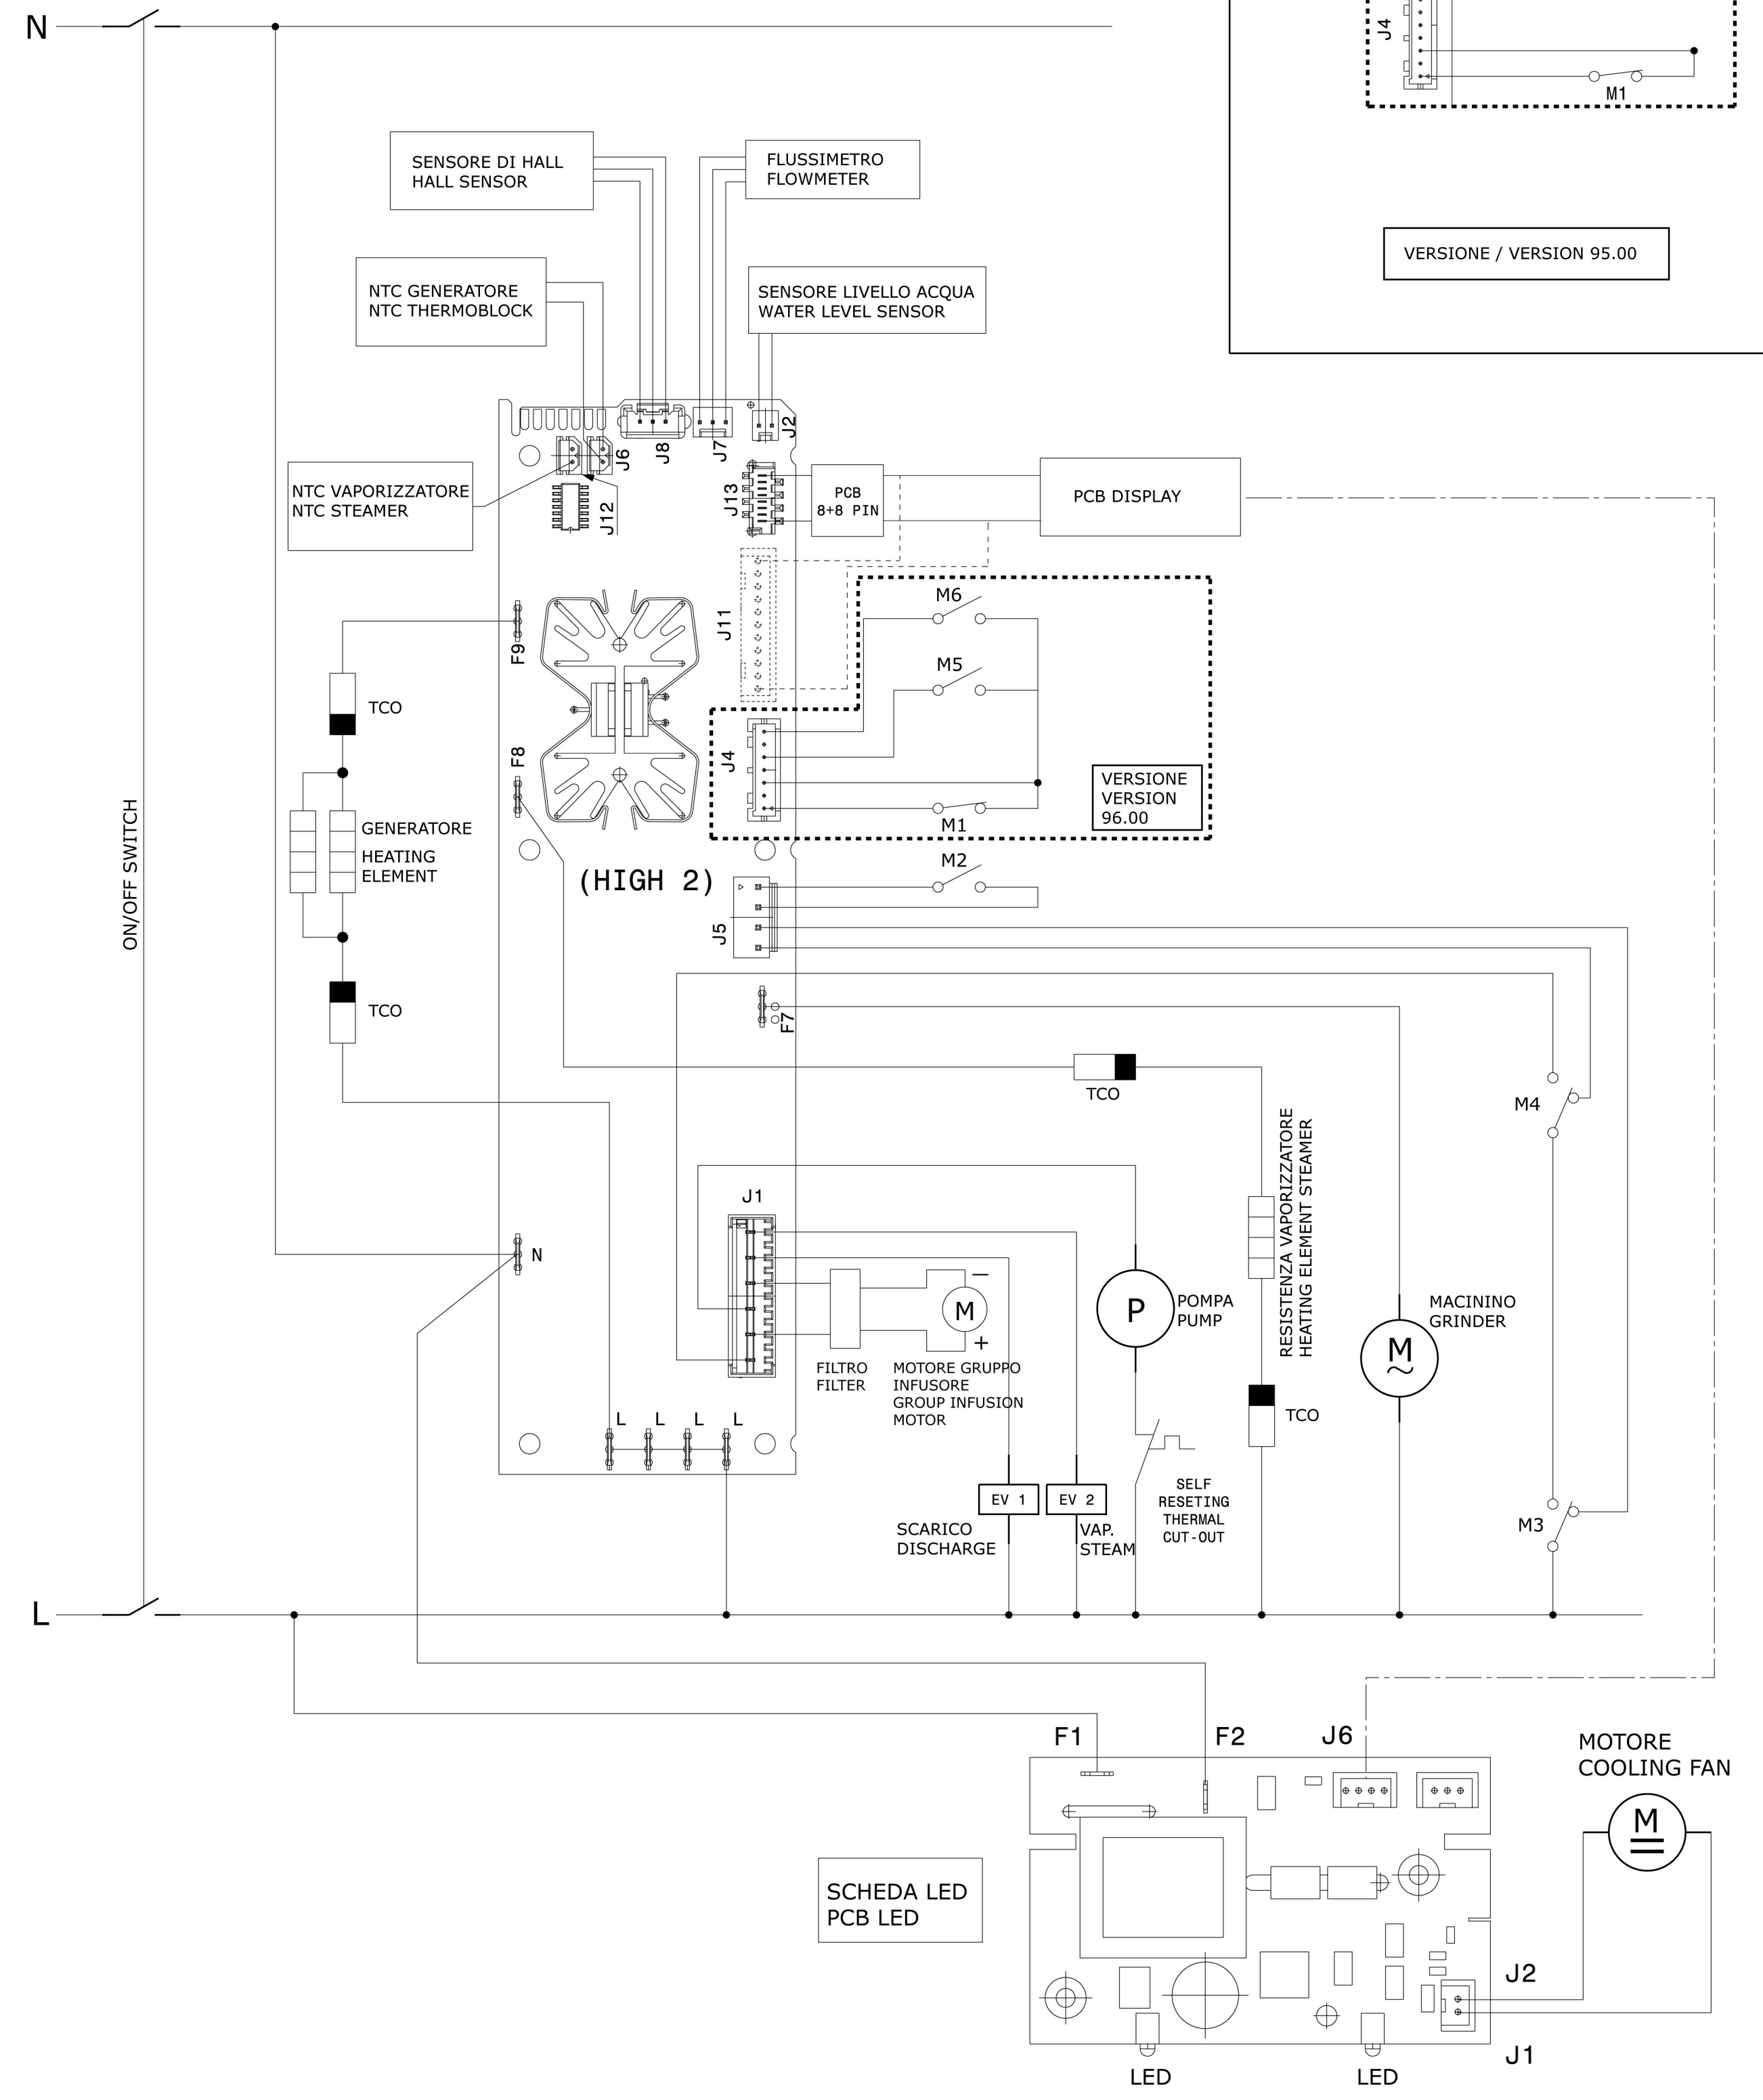 N
J4
M1
SENSORE DI HALL
HALL SENSOR
FLUSSIMETRO
FLOWMETER
VERSIONE / VERSION 95.00
NTC GENERATORE
NTC THERMOBLOCK
SENSORE LIVELLO ACQUA
WATER LEVEL SENSOR
J2
J6
J8
J7
NTC VAPORIZZATORE
NTC STEAMER
J12
J13
PCB
8+8 PIN
PCB DISPLAY
M6
J11
F9
M5
TCO
F8
J4
VERSIONE
VERSION
96.00
M1
GENERATORE
HEATING
ELEMENT
ON/OFF SWITCH
(HIGH 2)
M2
J5
TCO
F7
TCO
M4
RESISTENZA VAPORIZZATORE
HEATING ELEMENT STEAMER
J1
N
P
POMPA
PUMP
MACININO
GRINDER
M
M
+
FILTRO
FILTER
MOTORE GRUPPO
INFUSORE
GROUP INFUSION
MOTOR
TCO
L
L
L
L
SELF
RESETING
THERMAL
CUT-OUT
EV 1
EV 2
SCARICO
DISCHARGE
VAP.
STEAM
M3
L
F1
F2
J6
MOTORE
COOLING FAN
M
SCHEDA LED
PCB LED
J2
J1
LED
LED